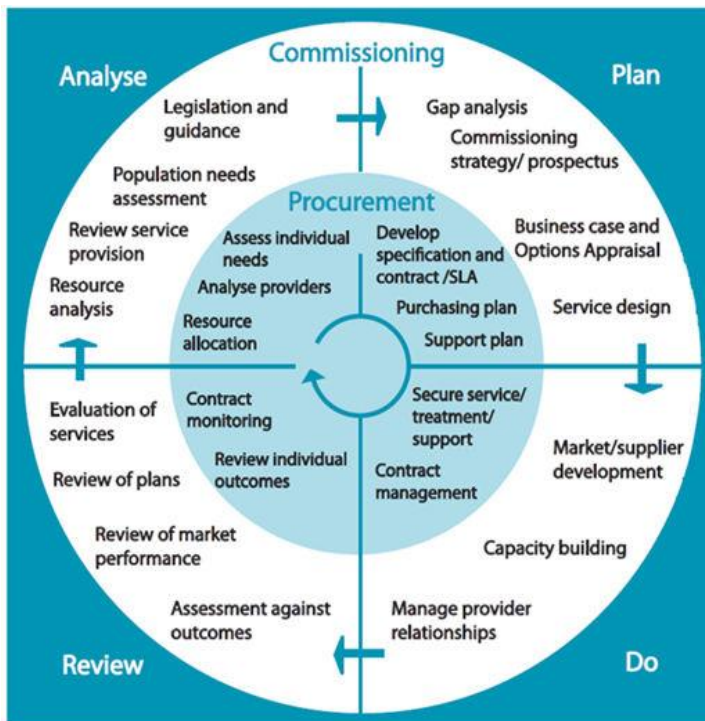 Commissioning
Analyse
Plan
Legislation and
guidance
Population needs
assessment
Review service
provision
Resource
analysis
Gap analysis
Commissioning
strategy/ prospectus
Business case and
Options Appraisal
Service design
Procurement
Assess individual
needs
Analyse providers
Resource
allocation
Develop
specification and
contract /SLA
Purchasing plan
Support plan
Contract
monitoring
Review individual
outcomes
Secure service/
treatment/
support
Contract
management
Evaluation of
services
Review of plans
Review of market
performance
Assessment against
outcomes
Market/supplier
development
Capacity building
Manage provider
relationships
Review
Do